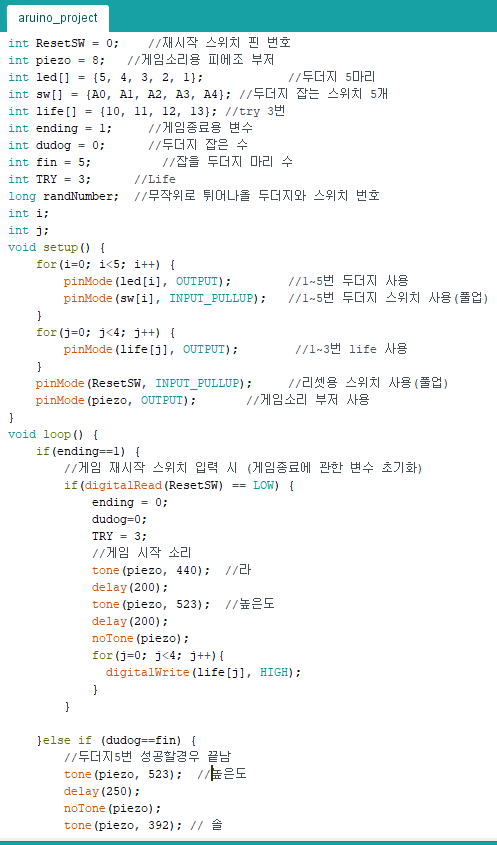 aruino_project
int ResetSW = 0;    //재시작 스위치 핀 번호
int piezo = 8;   //게임소리용 피에조 부저
int led[] = {5, 4, 3, 2, 1};            //두더지 5마리
int sw[] = {A0, A1, A2, A3, A4}; //두더지 잡는 스위치 5개
int life[] = {10, 11, 12, 13}; //try 3번
int ending = 1;     //게임종료용 변수
int dudog = 0;      //두더지 잡은 수
int fin = 5;          //잡을 두더지 마리 수
int TRY = 3;      //Life
long randNumber;  //무작위로 튀어나올 두더지와 스위치 번호
int i;
int j;
void setup() {
    for(i=0; i<5; i++) {
        pinMode(led[i], OUTPUT);        //1~5번 두더지 사용
        pinMode(sw[i], INPUT_PULLUP);   //1~5번 두더지 스위치 사용(풀업)
    }
    for(j=0; j<4; j++) {
        pinMode(life[j], OUTPUT);        //1~3번 life 사용
    }
    pinMode(ResetSW, INPUT_PULLUP);     //리셋용 스위치 사용(풀업)
    pinMode(piezo, OUTPUT);       //게임소리 부저 사용
}
void loop() {
    if(ending==1) {
        //게임 재시작 스위치 입력 시 (게임종료에 관한 변수 초기화)
        if(digitalRead(ResetSW) == LOW) {
            ending = 0;
            dudog=0;
            TRY = 3;
            //게임 시작 소리
            tone(piezo, 440);  //라
            delay(200);
            tone(piezo, 523);  //높은도
            delay(200);
            noTone(piezo);
            for(j=0; j<4; j++){
              digitalWrite(life[j], HIGH);
            }
        }

    }else if (dudog==fin) {
        //두더지5번 성공할경우 끝남
        tone(piezo, 523);  //높은도
        delay(250);
        noTone(piezo);
        tone(piezo, 392); // 솔